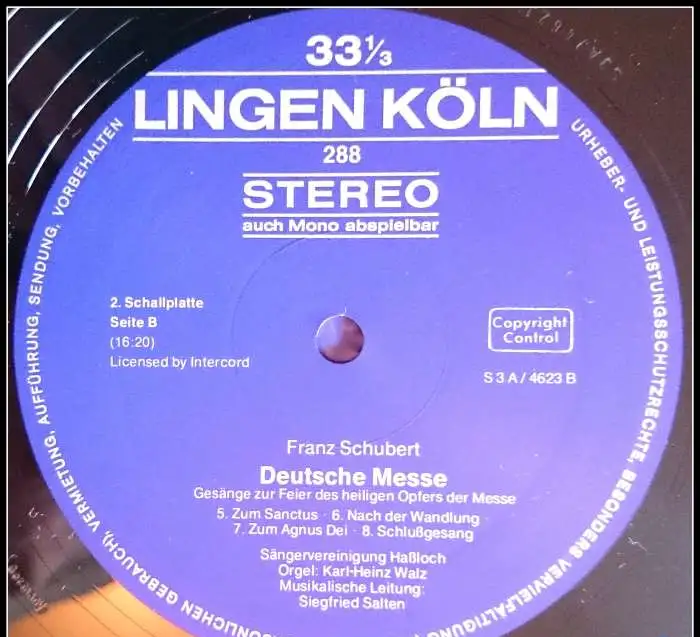 33⅓
LINGEN KÖLN
288
STEREO
auch Mono abspielbar
2. Schallplatte
Seite B
(16:20)
Licensed by Intercord
Copyright
Control
S 3 A / 4623 B
Franz Schubert
Deutsche Messe
Gesänge zur Feier des heiligen Opfers der Messe
5. Zum Sanctus · 6. Nach der Wandlung ·
7. Zum Agnus Dei · 8. Schlußgesang
Sängervereinigung Haßloch
Orgel: Karl-Heinz Walz
Musikalische Leitung:
Siegfried Salten
URHEBER- UND LEISTUNGSSCHUTZRECHTE, BESONDERS VERVIELFÄLTIGUNG
RSÖNLICHEN GEBRAUCH), VERMIETUNG, AUFFÜHRUNG, SENDUNG, VORBEHALTEN